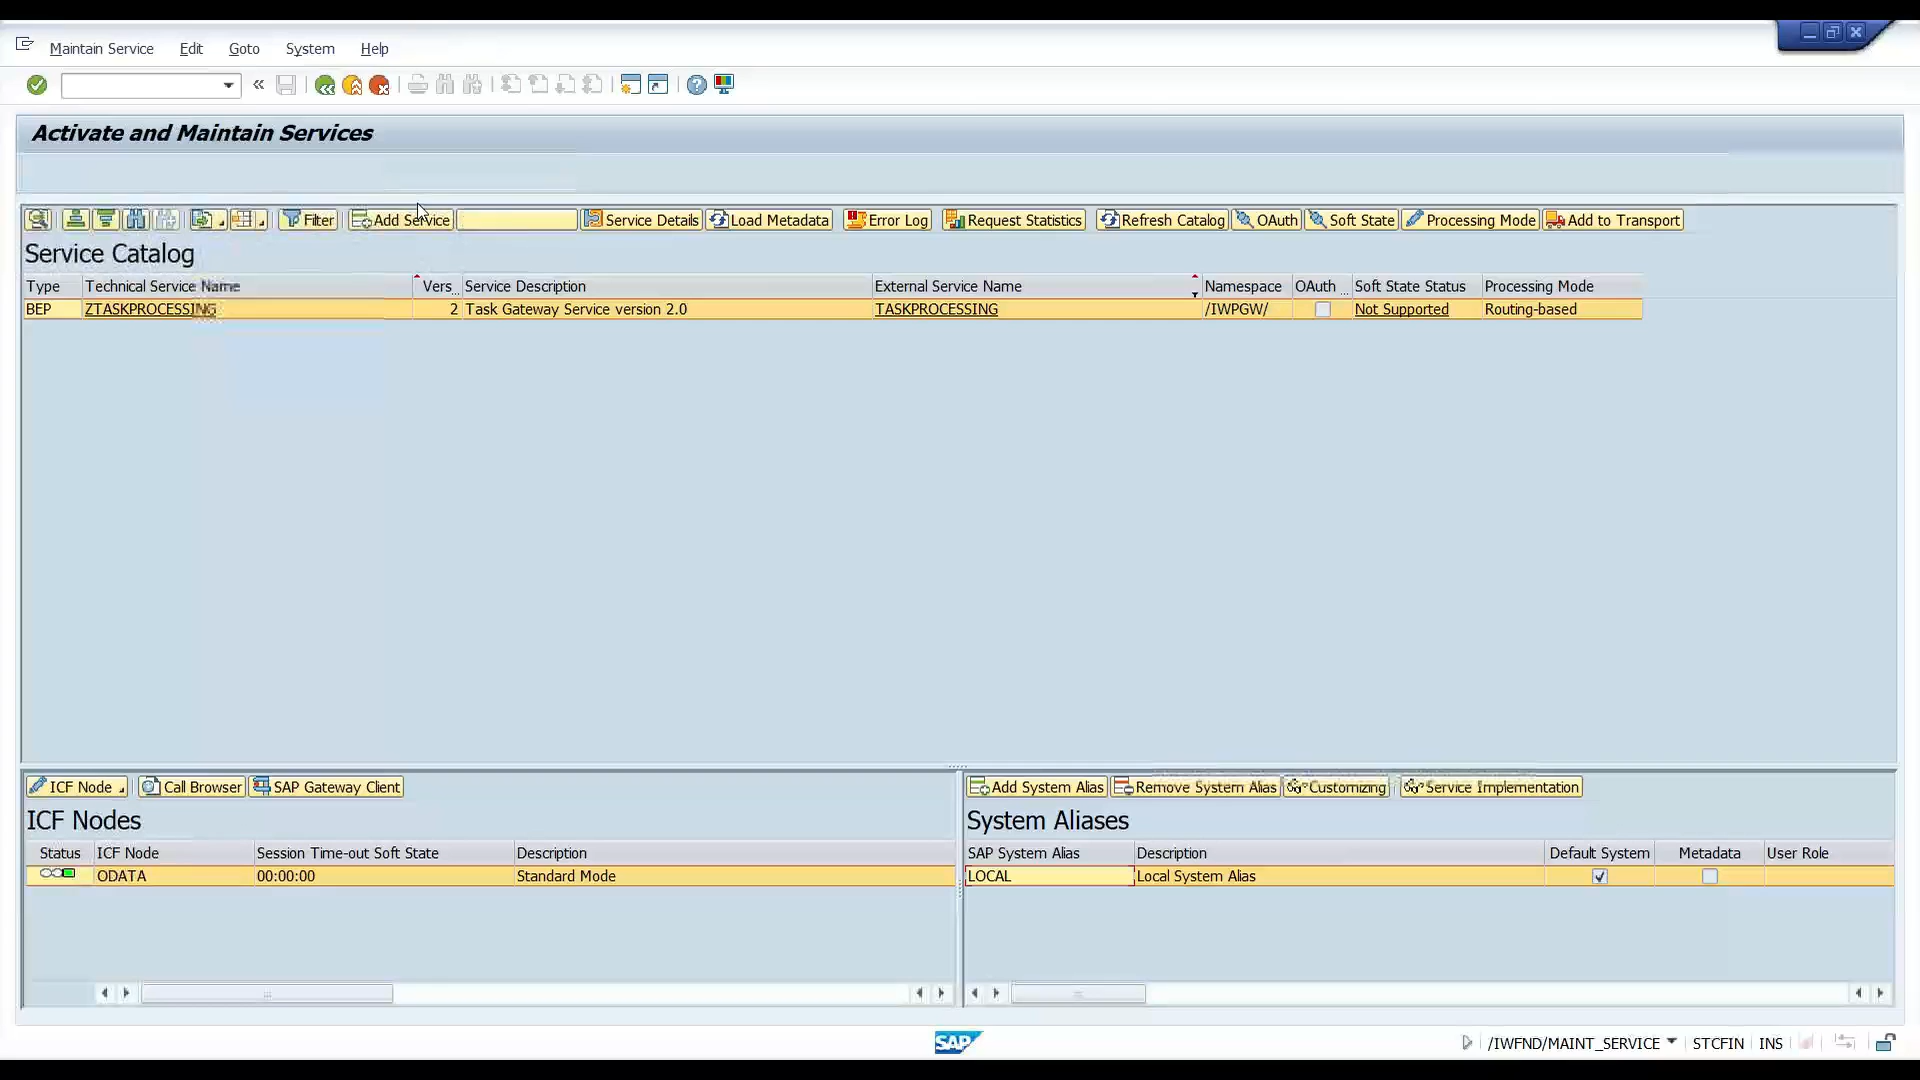 Maintain Service Edit Goto System Help
Activate and Maintain Services
Filter Add Service Service Details Load Metadata Error Log Request Statistics Refresh Catalog OAuth Soft State Processing Mode Add to Transport
Service Catalog
Type Technical Service Name Vers... Service Description External Service Name Namespace OAuth ... Soft State Status Processing Mode
BEP ZTASKPROCESSING 2 Task Gateway Service version 2.0 TASKPROCESSING /IWPGW/ Not Supported Routing-based
ICF Node Call Browser SAP Gateway Client
ICF Nodes
Status ICF Node Session Time-out Soft State Description
ODATA 00:00:00 Standard Mode
Add System Alias Remove System Alias Customizing Service Implementation
System Aliases
SAP System Alias Description Default System Metadata User Role
LOCAL Local System Alias
SAP /IWFND/MAINT_SERVICE STCFIN INS